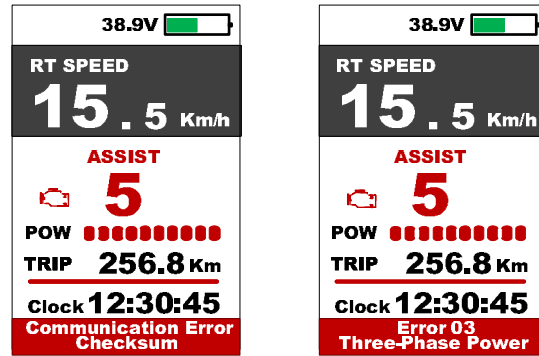 38.9V
RT SPEED
15.5 Km/h
ASSIST
5
POW
TRIP 256.8 Km
Clock 12:30:45
Communication Error
Checksum
38.9V
RT SPEED
15.5 Km/h
ASSIST
5
POW
TRIP 256.8 Km
Clock 12:30:45
Error 03
Three-Phase Power